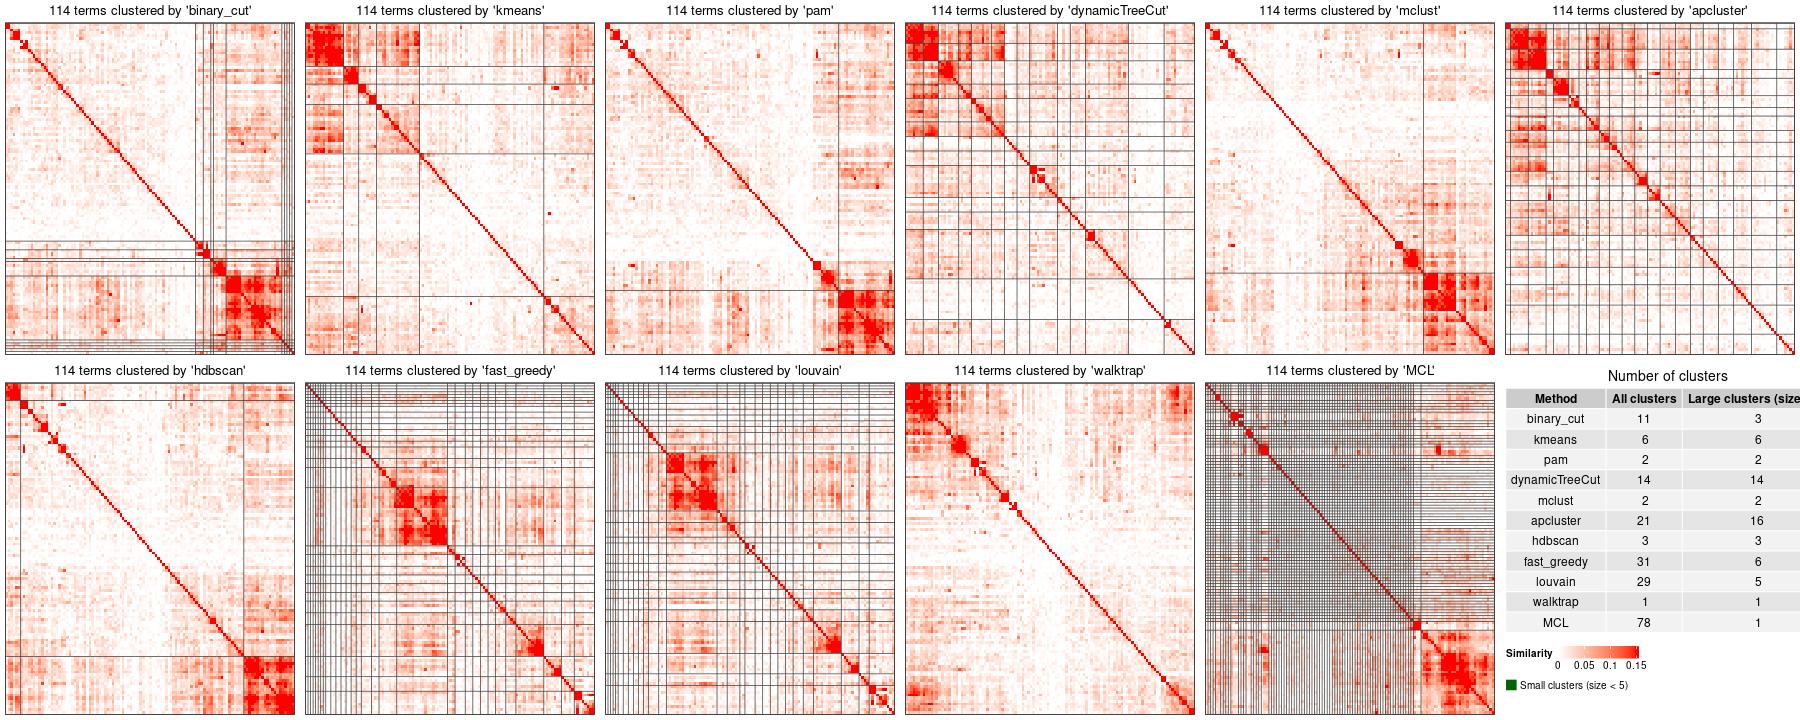 114 terms clustered by 'binary_cut'
114 terms clustered by 'kmeans'
114 terms clustered by 'pam'
114 terms clustered by 'dynamicTreeCut'
114 terms clustered by 'mclust'
114 terms clustered by 'apcluster'
114 terms clustered by 'hdbscan'
114 terms clustered by 'fast_greedy'
114 terms clustered by 'louvain'
114 terms clustered by 'walktrap'
114 terms clustered by 'MCL'
Number of clusters
Method All clusters Large clusters (size
binary_cut 11 3
kmeans 6 6
pam 2 2
dynamicTreeCut 14 14
mclust 2 2
apcluster 21 16
hdbscan 3 3
fast_greedy 31 6
louvain 29 5
walktrap 1 1
MCL 78 1
Similarity
0 0.05 0.1 0.15
Small clusters (size < 5)